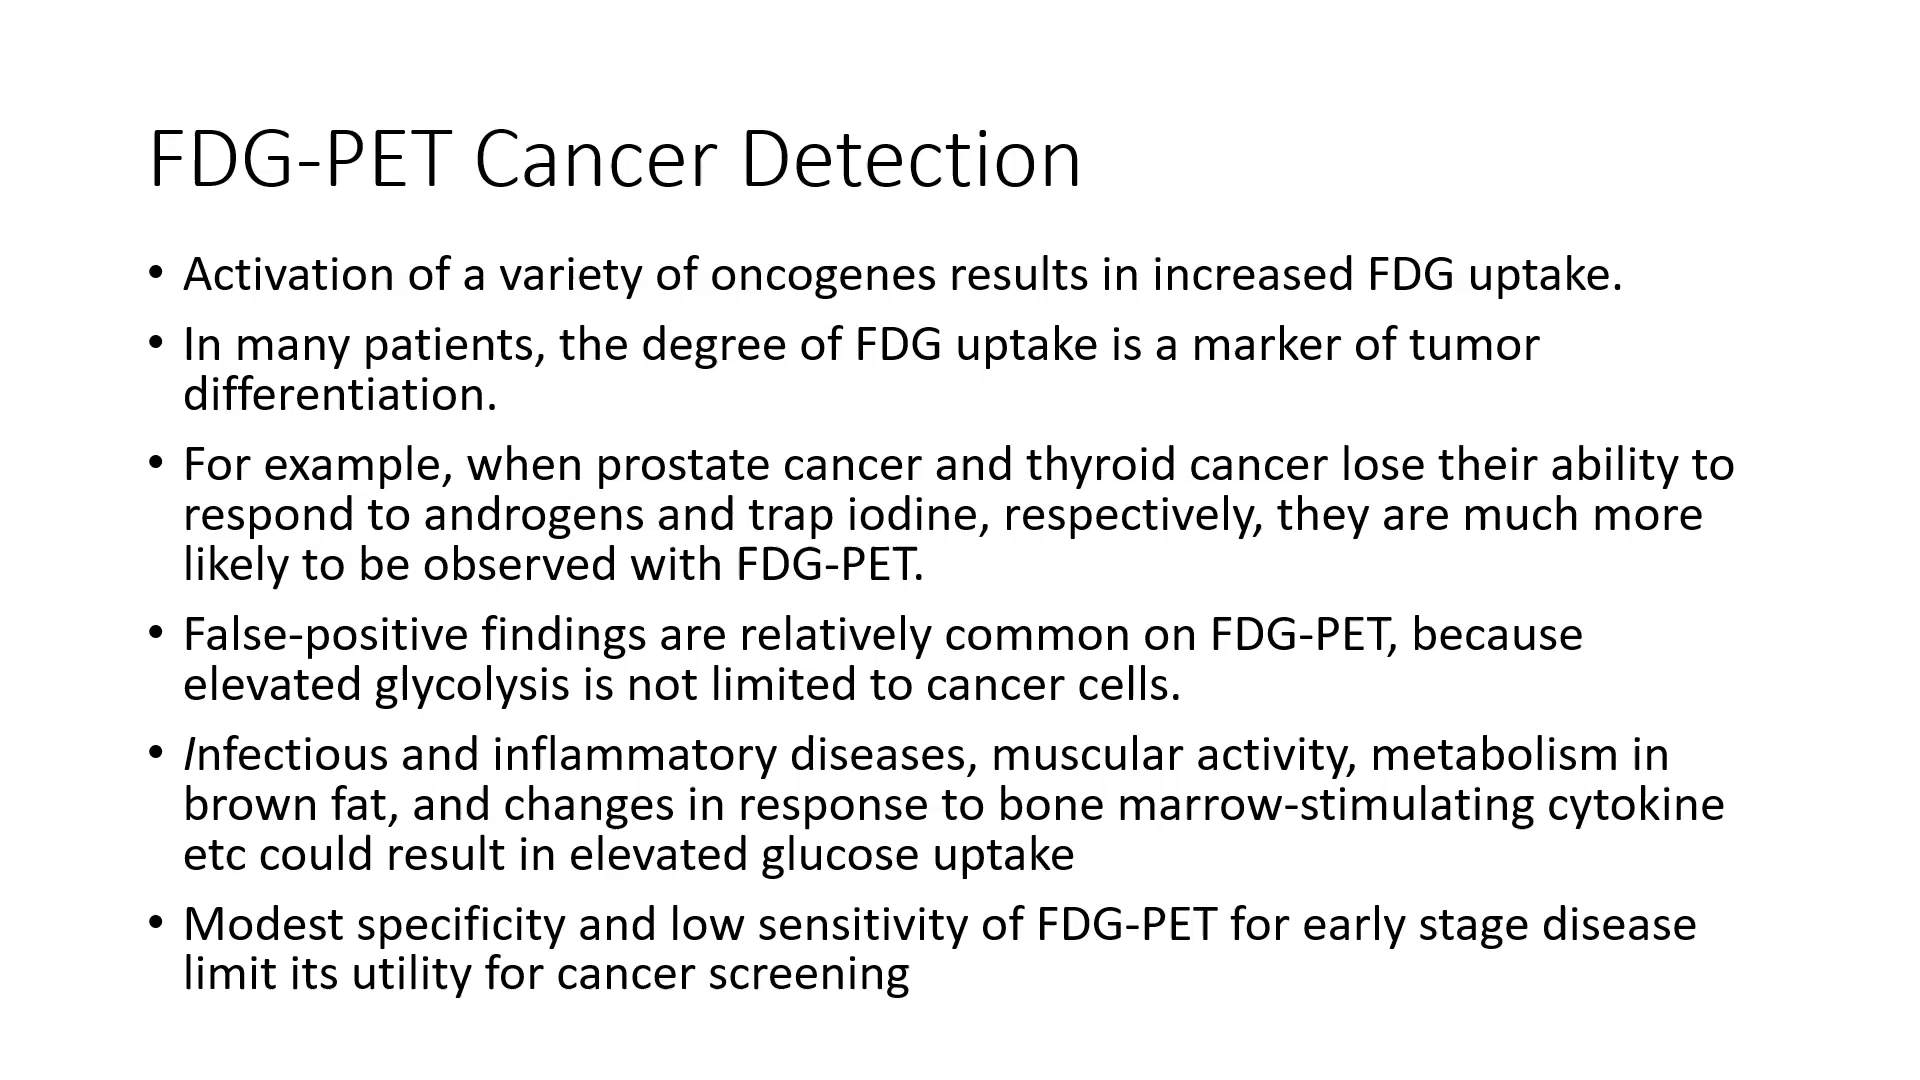 FDG-PET Cancer Detection
• Activation of a variety of oncogenes results in increased FDG uptake.
• In many patients, the degree of FDG uptake is a marker of tumor
differentiation.
• For example, when prostate cancer and thyroid cancer lose their ability to
respond to androgens and trap iodine, respectively, they are much more
likely to be observed with FDG-PET.
• False-positive findings are relatively common on FDG-PET, because
elevated glycolysis is not limited to cancer cells.
• Infectious and inflammatory diseases, muscular activity, metabolism in
brown fat, and changes in response to bone marrow-stimulating cytokine
etc could result in elevated glucose uptake
• Modest specificity and low sensitivity of FDG-PET for early stage disease
limit its utility for cancer screening